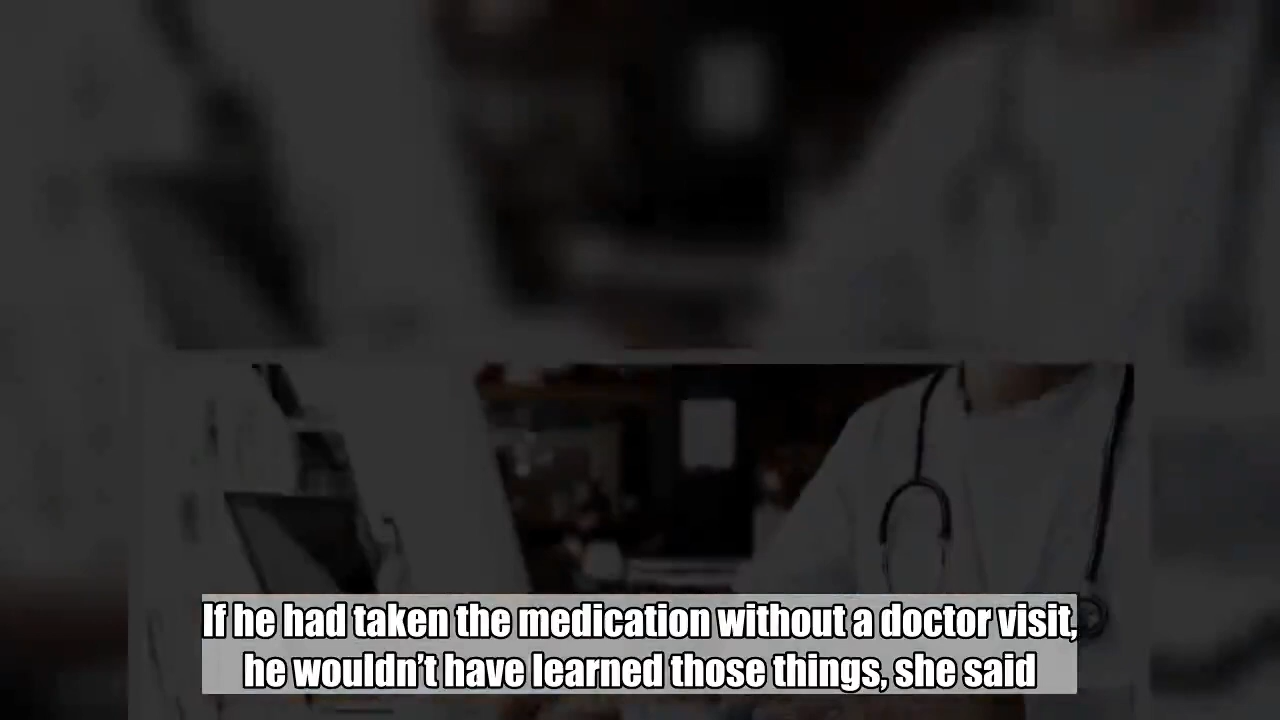 If he had taken the medication without a doctor visit,
he wouldn't have learned those things, she said